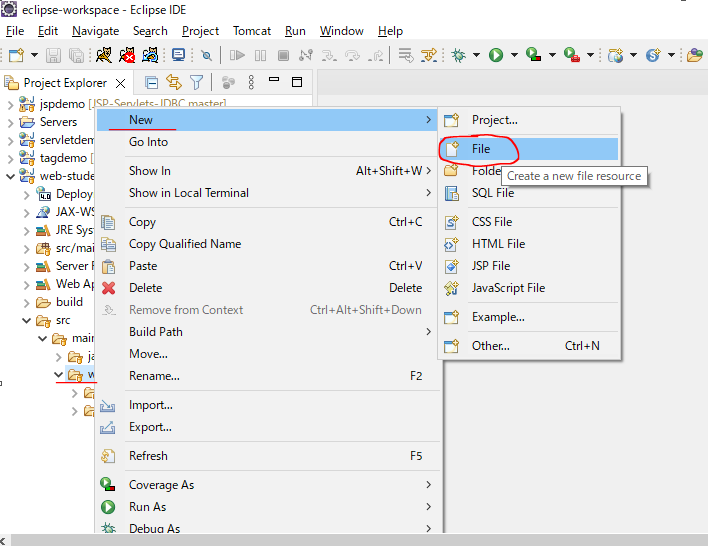 eclipse-workspace - Eclipse IDE
File Edit Navigate Search Project Tomcat Run Window Help
Project Explorer
jspdemo [JSP-Servlets-JDBC master]
Servers
servletdem
tagdemo [
web-stude
Deploy
JAX-WS
JRE Syst
src/mai
Server R
Web Ap
build
src
main
ja
w
New
Go Into
Show In Alt+Shift+W
Show in Local Terminal
Copy Ctrl+C
Copy Qualified Name
Paste Ctrl+V
Delete Delete
Remove from Context Ctrl+Alt+Shift+Down
Build Path
Move...
Rename... F2
Import...
Export...
Refresh F5
Coverage As
Run As
Debug As
Project...
File
Folde
Create a new file resource
SQL File
CSS File
HTML File
JSP File
JavaScript File
Example...
Other... Ctrl+N